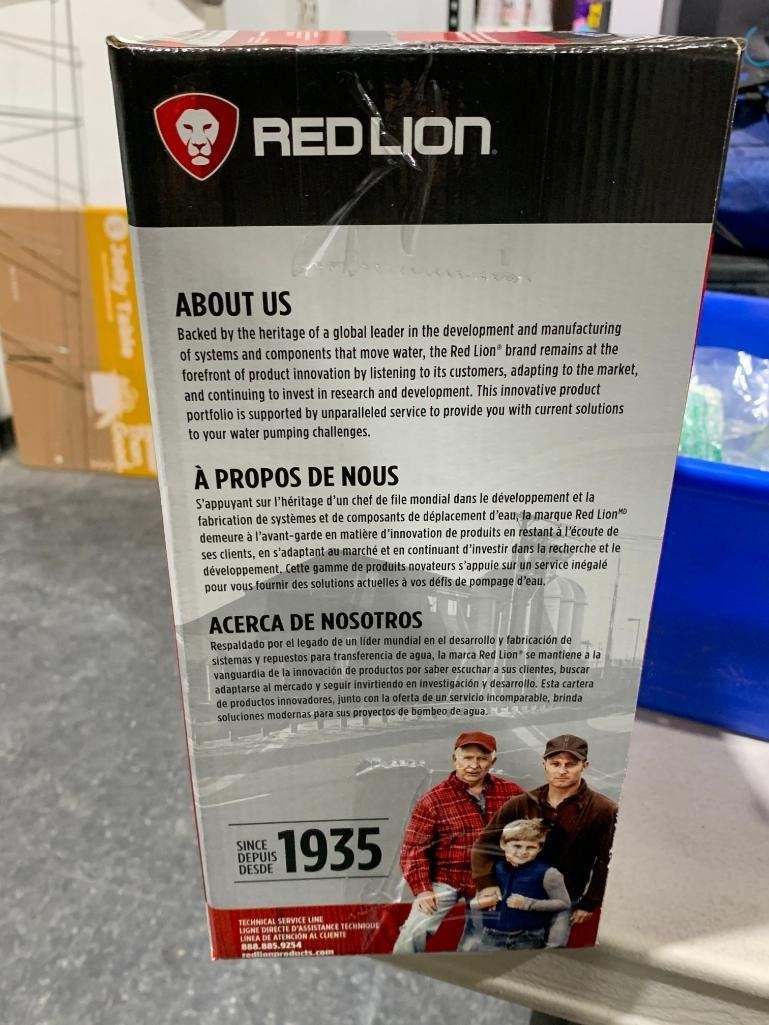 RED LION
ABOUT US
Backed by the heritage of a global leader in the development and manufacturing
of systems and components that move water, the Red Lion® brand remains at the
forefront of product innovation by listening to its customers, adapting to the market,
and continuing to invest in research and development. This innovative product
portfolio is supported by unparalleled service to provide you with current solutions
to your water pumping challenges.
À PROPOS DE NOUS
S'appuyant sur l'héritage d'un chef de file mondial dans le développement et la
fabrication de systèmes et de composants de déplacement d'eau, la marque Red Lion MD
demeure à l'avant-garde en matière d'innovation de produits en restant à l'écoute de
ses clients, en s'adaptant au marché et en continuant d'investir dans la recherche et le
développement. Cette gamme de produits novateurs s'appuie sur un service inégalé
pour vous fournir des solutions actuelles à vos défis de pompage d'eau.
ACERCA DE NOSOTROS
Respaldado por el legado de un líder mundial en el desarrollo y fabricación de
sistemas y repuestos para transferencia de agua, la marca Red Lion® se mantiene a la
vanguardia de la innovación de productos por saber escuchar a sus clientes, buscar
adaptarse al mercado y seguir invirtiendo en investigación y desarrollo. Esta cartera
de productos innovadores, junto con la oferta de un servicio incomparable, brinda
soluciones modernas para sus proyectos de bombeo de agua.
SINCE
DEPUIS
DESDE
1935
TECHNICAL SERVICE LINE
LIGNE DIRECTE D'ASSISTANCE TECHNIQUE
LÍNEA DE ATENCIÓN AL CLIENTE
888.885.9254
redlionproducts.com